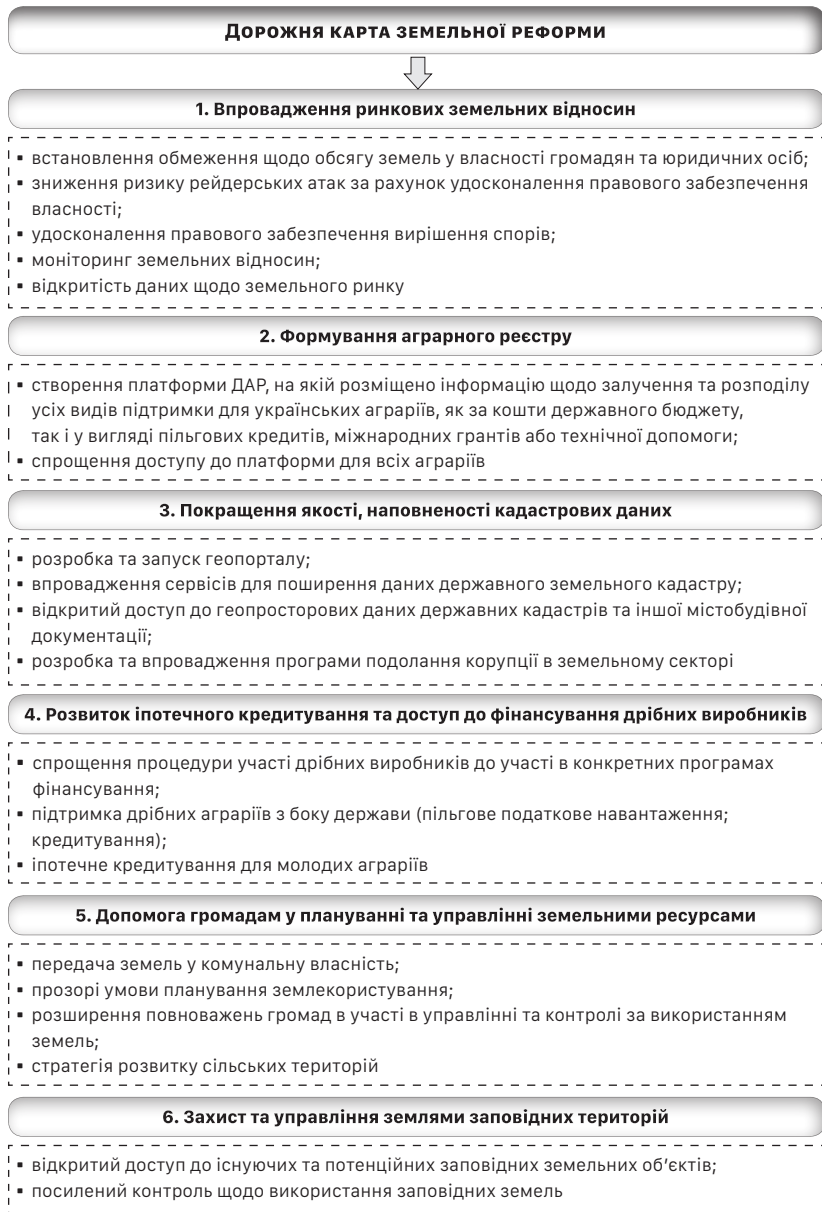 ДОРОЖНЯ КАРТА ЗЕМЕЛЬНОЇ РЕФОРМИ
1. Впровадження ринкових земельних відносин
▪ встановлення обмеження щодо обсягу земель у власності громадян та юридичних осіб;
▪ зниження ризику рейдерських атак за рахунок удосконалення правового забезпечення
власності;
▪ удосконалення правового забезпечення вирішення спорів;
▪ моніторинг земельних відносин;
▪ відкритість даних щодо земельного ринку
2. Формування аграрного реєстру
▪ створення платформи ДАР, на якій розміщено інформацію щодо залучення та розподілу
усіх видів підтримки для українських аграріїв, як за кошти державного бюджету,
так і у вигляді пільгових кредитів, міжнародних грантів або технічної допомоги;
▪ спрощення доступу до платформи для всіх аграріїв
3. Покращення якості, наповненості кадастрових даних
▪ розробка та запуск геопорталу;
▪ впровадження сервісів для поширення даних державного земельного кадастру;
▪ відкритий доступ до геопросторових даних державних кадастрів та іншої містобудівної
документації;
▪ розробка та впровадження програми подолання корупції в земельному секторі
4. Розвиток іпотечного кредитування та доступ до фінансування дрібних виробників
▪ спрощення процедури участі дрібних виробників до участі в конкретних програмах
фінансування;
▪ підтримка дрібних аграріїв з боку держави (пільгове податкове навантаження;
кредитування);
▪ іпотечне кредитування для молодих аграріїв
5. Допомога громадам у плануванні та управлінні земельними ресурсами
▪ передача земель у комунальну власність;
▪ прозорі умови планування землекористування;
▪ розширення повноважень громад в участі в управлінні та контролі за використанням
земель;
▪ стратегія розвитку сільських територій
6. Захист та управління землями заповідних територій
▪ відкритий доступ до існуючих та потенційних заповідних земельних об’єктів;
▪ посилений контроль щодо використання заповідних земель